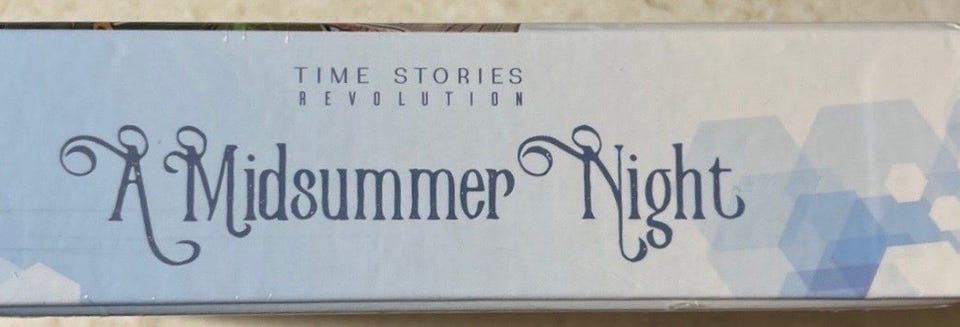 TIME STORIES
REVOLUTION
A Midsummer Night